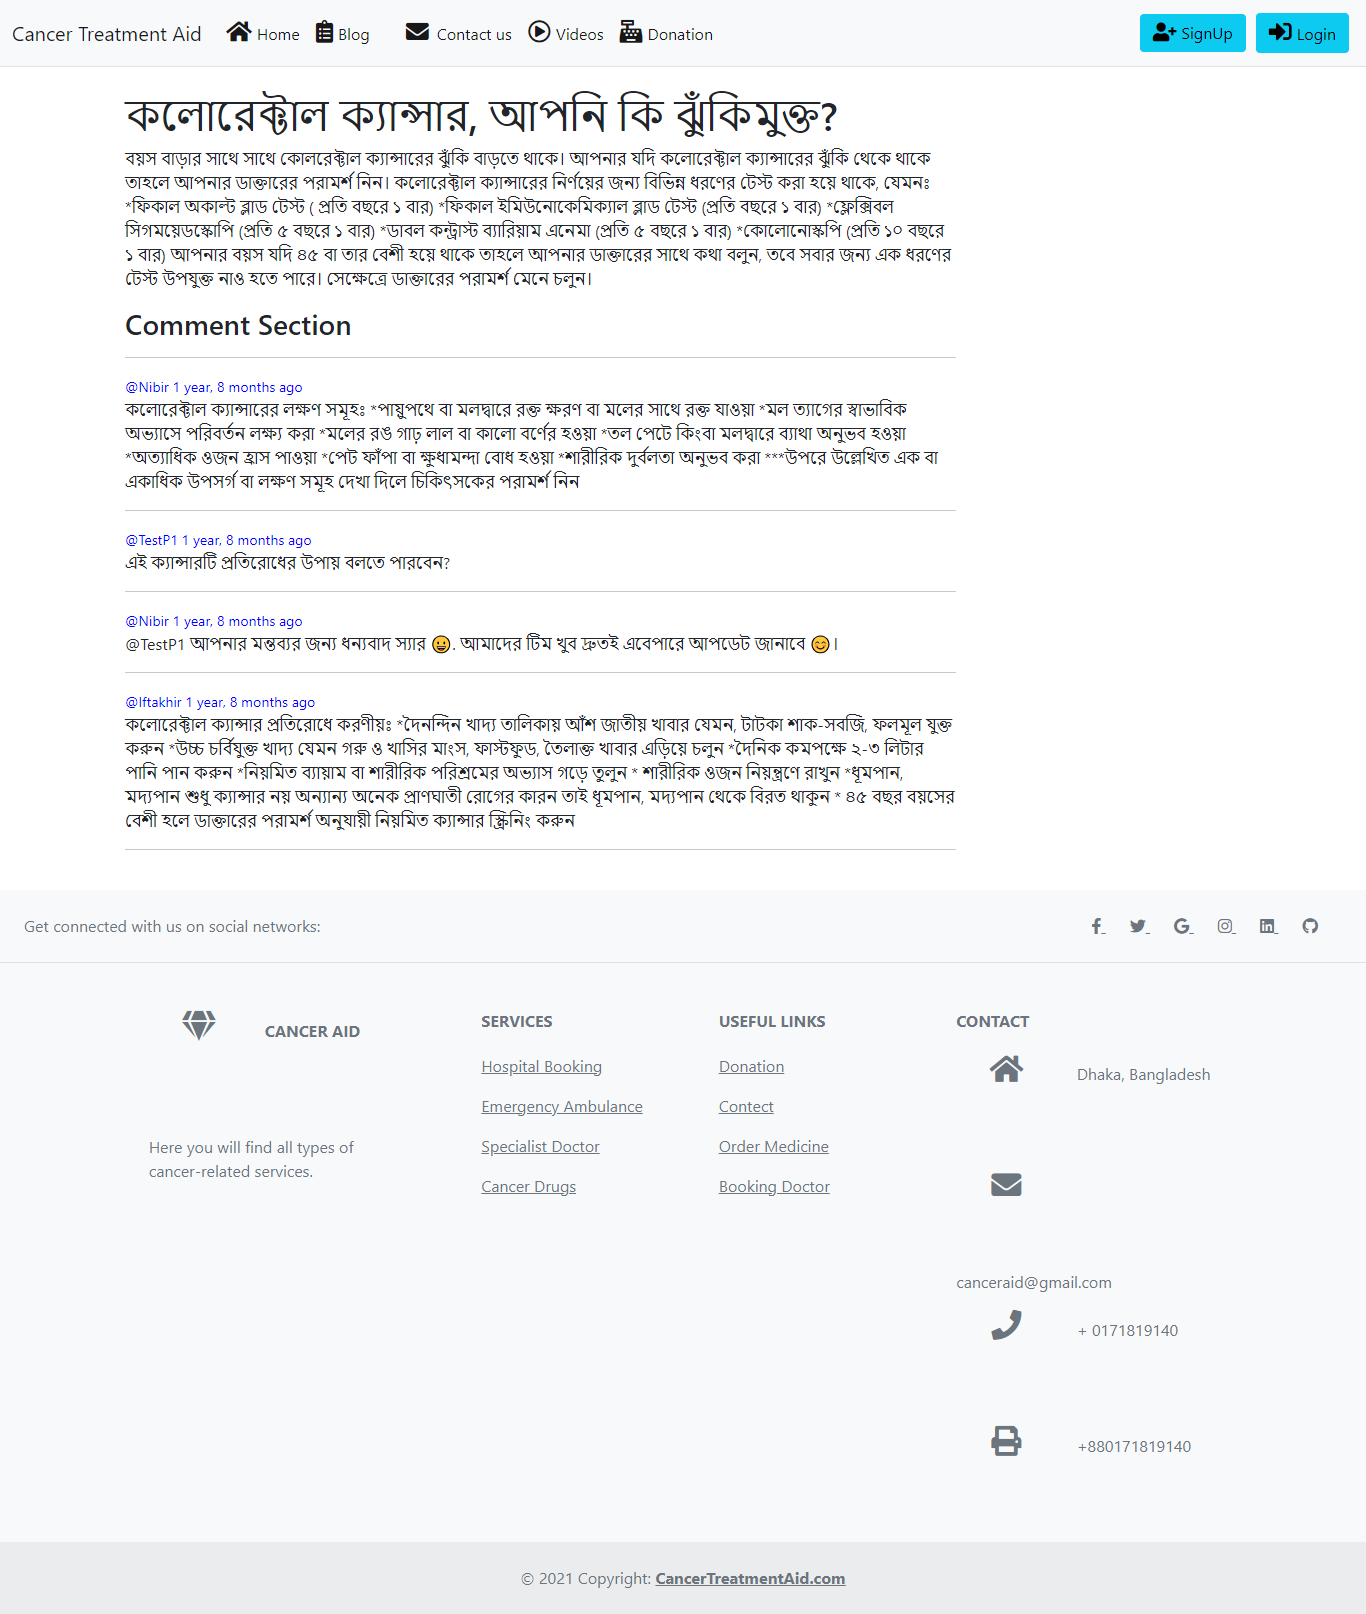 Cancer Treatment Aid Home Blog Contact us Videos Donation SignUp Login
কলোরেক্টাল ক্যান্সার, আপনি কি ঝুঁকিমুক্ত?
বয়স বাড়ার সাথে সাথে কোলরেক্টাল ক্যান্সারের ঝুঁকি বাড়তে থাকে। আপনার যদি কলোরেক্টাল ক্যান্সারের ঝুঁকি থেকে থাকে
তাহলে আপনার ডাক্তারের পরামর্শ নিন। কলোরেক্টাল ক্যান্সারের নির্ণয়ের জন্য বিভিন্ন ধরণের টেস্ট করা হয়ে থাকে, যেমনঃ
*ফিকাল অকাল্ট ব্লাড টেস্ট ( প্রতি বছরে ১ বার) *ফিকাল ইমিউনোকেমিক্যাল ব্লাড টেস্ট (প্রতি বছরে ১ বার) *ফ্লেক্সিবল
সিগময়েডস্কোপি (প্রতি ৫ বছরে ১ বার) *ডাবল কন্ট্রাস্ট ব্যারিয়াম এনেমা (প্রতি ৫ বছরে ১ বার) *কোলোনোস্কপি (প্রতি ১০ বছরে
১ বার) আপনার বয়স যদি ৪৫ বা তার বেশী হয়ে থাকে তাহলে আপনার ডাক্তারের সাথে কথা বলুন, তবে সবার জন্য এক ধরণের
টেস্ট উপযুক্ত নাও হতে পারে। সেক্ষেত্রে ডাক্তারের পরামর্শ মেনে চলুন।
Comment Section
@Nibir 1 year, 8 months ago
কলোরেক্টাল ক্যান্সারের লক্ষণ সমূহঃ *পায়ুপথে বা মলদ্বারে রক্ত ক্ষরণ বা মলের সাথে রক্ত যাওয়া *মল ত্যাগের স্বাভাবিক
অভ্যাসে পরিবর্তন লক্ষ্য করা *মলের রঙ গাঢ় লাল বা কালো বর্ণের হওয়া *তল পেটে কিংবা মলদ্বারে ব্যাথা অনুভব হওয়া
*অত্যাধিক ওজন হ্রাস পাওয়া *পেট ফাঁপা বা ক্ষুধামন্দা বোধ হওয়া *শারীরিক দুর্বলতা অনুভব করা ***উপরে উল্লেখিত এক বা
একাধিক উপসর্গ বা লক্ষণ সমূহ দেখা দিলে চিকিৎসকের পরামর্শ নিন
@TestP1 1 year, 8 months ago
এই ক্যান্সারটি প্রতিরোধের উপায় বলতে পারবেন?
@Nibir 1 year, 8 months ago
@TestP1 আপনার মন্তব্যর জন্য ধন্যবাদ স্যার 😀. আমাদের টিম খুব দ্রুতই এবেপারে আপডেট জানাবে 😊।
@Iftakhir 1 year, 8 months ago
কলোরেক্টাল ক্যান্সার প্রতিরোধে করণীয়ঃ *দৈনন্দিন খাদ্য তালিকায় আঁশ জাতীয় খাবার যেমন, টাটকা শাক-সবজি, ফলমূল যুক্ত
করুন *উচ্চ চর্বিযুক্ত খাদ্য যেমন গরু ও খাসির মাংস, ফাস্টফুড, তৈলাক্ত খাবার এড়িয়ে চলুন *দৈনিক কমপক্ষে ২-৩ লিটার
পানি পান করুন *নিয়মিত ব্যায়াম বা শারীরিক পরিশ্রমের অভ্যাস গড়ে তুলুন * শারীরিক ওজন নিয়ন্ত্রণে রাখুন *ধূমপান,
মদ্যপান শুধু ক্যান্সার নয় অন্যান্য অনেক প্রাণঘাতী রোগের কারন তাই ধূমপান, মদ্যপান থেকে বিরত থাকুন * ৪৫ বছর বয়সের
বেশী হলে ডাক্তারের পরামর্শ অনুযায়ী নিয়মিত ক্যান্সার স্ক্রিনিং করুন
Get connected with us on social networks:
CANCER AID
Here you will find all types of
cancer-related services.
SERVICES
Hospital Booking
Emergency Ambulance
Specialist Doctor
Cancer Drugs
USEFUL LINKS
Donation
Contect
Order Medicine
Booking Doctor
CONTACT
Dhaka, Bangladesh
canceraid@gmail.com
+ 0171819140
+880171819140
© 2021 Copyright: CancerTreatmentAid.com